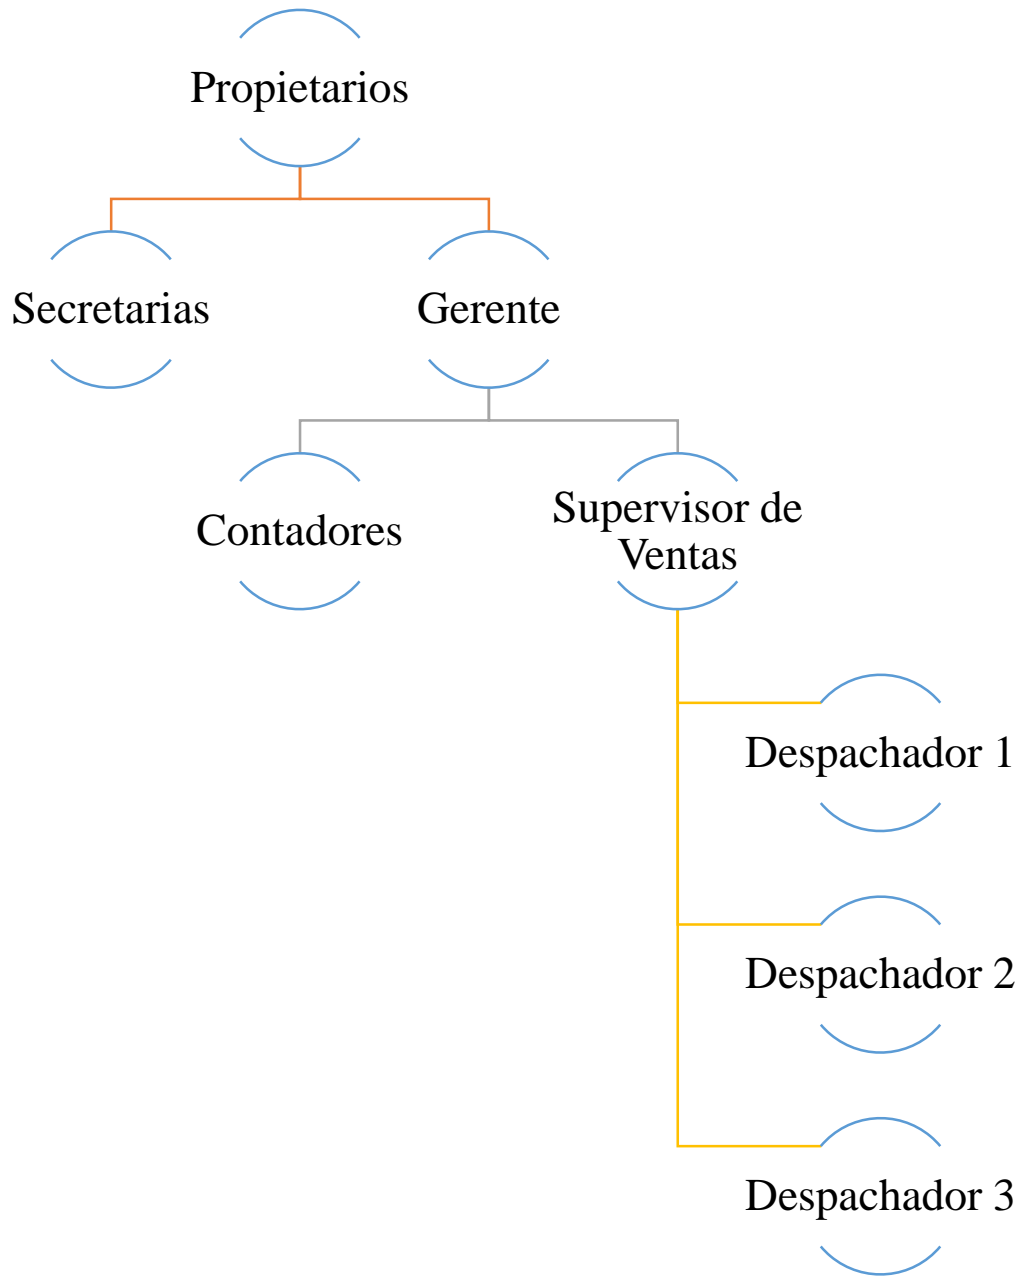 Propietarios
Secretarias
Gerente
Contadores
Supervisor de
Ventas
Despachador 1
Despachador 2
Despachador 3